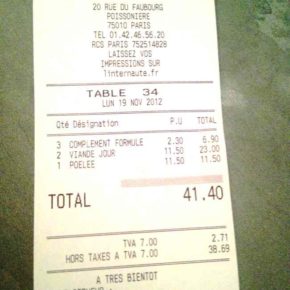 20 RUE DU FAUBOURG
POISSONIERE
75010 PARIS
TEL 01.42.46.56.20
RCS PARIS 752514828
LAISSEZ VOS
IMPRESSIONS SUR
linternaute.fr
TABLE 34
LUN 19 NOV 2012
Qté Désignation P.U TOTAL
3 COMPLEMENT FORMULE 2.30 6.90
2 VIANDE JOUR 11.50 23.00
1 POELEE 11.50 11.50
TOTAL 41.40
TVA 7.00 2.71
HORS TAXES A TVA 7.00 38.69
A TRES BIENTOT